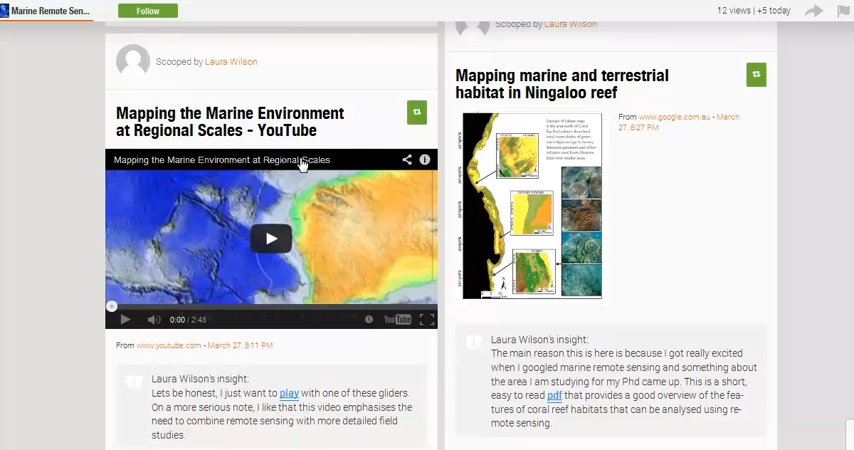 Marine Remote Sen...
Follow
12 views | +5 today
Scooped by Laura Wilson
Mapping the Marine Environment
at Regional Scales - YouTube
Mapping the Marine Environment at Regional Scales
0:00 / 2:48
YouTube
From www.youtube.com - March 27, 8:11 PM
Laura Wilson's insight:
Lets be honest, I just want to play with one of these gliders.
On a more serious note, I like that this video emphasises the
need to combine remote sensing with more detailed field
studies.
Scooped by Laura Wilson
Mapping marine and terrestrial
habitat in Ningaloo reef
From www.google.com.au - March
27, 8:27 PM
Laura Wilson's insight:
The main reason this is here is because I got really excited
when I googled marine remote sensing and something about
the area I am studying for my Phd came up. This is a short,
easy to read pdf that provides a good overview of the fea-
tures of coral reef habitats that can be analysed using re-
mote sensing.